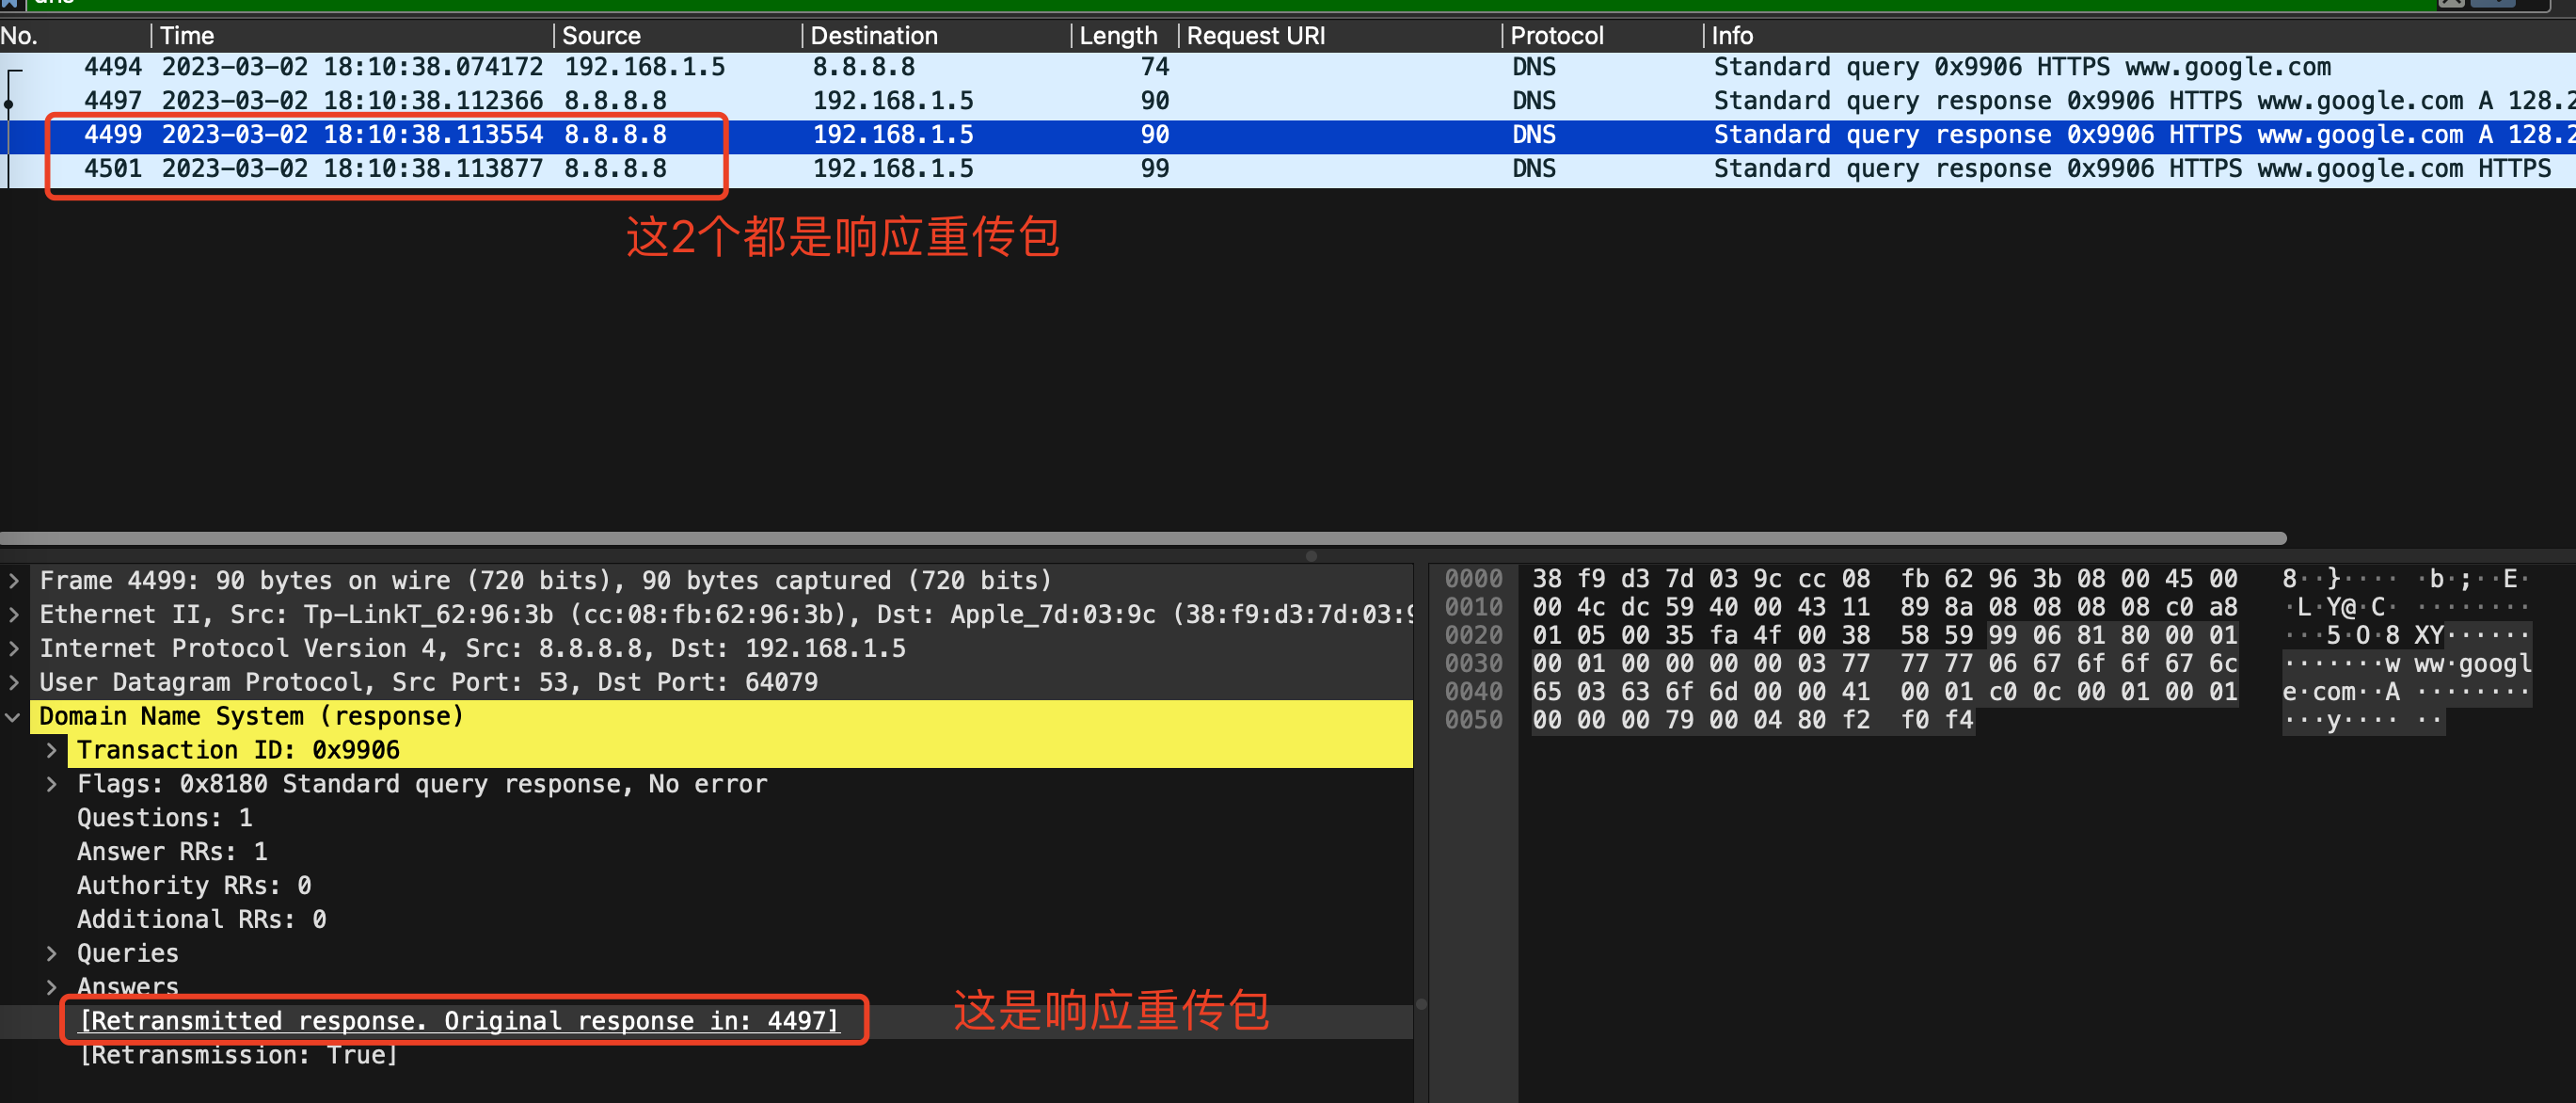 No. Time Source Destination Length Request URI Protocol Info
4494 2023-03-02 18:10:38.074172 192.168.1.5 8.8.8.8 74 DNS Standard query 0x9906 HTTPS www.google.com
4497 2023-03-02 18:10:38.112366 8.8.8.8 192.168.1.5 90 DNS Standard query response 0x9906 HTTPS www.google.com A 128.2
4499 2023-03-02 18:10:38.113554 8.8.8.8 192.168.1.5 90 DNS Standard query response 0x9906 HTTPS www.google.com A 128.2
4501 2023-03-02 18:10:38.113877 8.8.8.8 192.168.1.5 99 DNS Standard query response 0x9906 HTTPS www.google.com HTTPS
这2个都是响应重传包
Frame 4499: 90 bytes on wire (720 bits), 90 bytes captured (720 bits)
Ethernet II, Src: Tp-LinkT_62:96:3b (cc:08:fb:62:96:3b), Dst: Apple_7d:03:9c (38:f9:d3:7d:03:9
Internet Protocol Version 4, Src: 8.8.8.8, Dst: 192.168.1.5
User Datagram Protocol, Src Port: 53, Dst Port: 64079
Domain Name System (response)
Transaction ID: 0x9906
Flags: 0x8180 Standard query response, No error
Questions: 1
Answer RRs: 1
Authority RRs: 0
Additional RRs: 0
Queries
Answers
[Retransmitted response. Original response in: 4497]
这是响应重传包
[Retransmission: True]
0000 38 f9 d3 7d 03 9c cc 08 fb 62 96 3b 08 00 45 00 8··}···· ·b·;··E·
0010 00 4c dc 59 40 00 43 11 89 8a 08 08 08 08 c0 a8 ·L·Y@·C· ········
0020 01 05 00 35 fa 4f 00 38 58 59 99 06 81 80 00 01 ···5·O·8 XY······
0030 00 01 00 00 00 00 03 77 77 77 06 67 6f 6f 67 6c ·······w ww·googl
0040 65 03 63 6f 6d 00 00 41 00 01 c0 0c 00 01 00 01 e·com··A ········
0050 00 00 00 79 00 04 80 f2 f0 f4 ···y···· ··